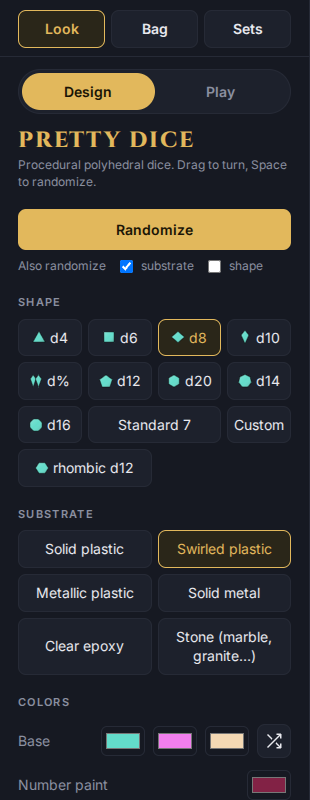 Look Bag Sets
Design Play
PRETTY DICE
Procedural polyhedral dice. Drag to turn, Space
to randomize.
Randomize
Also randomize substrate shape
SHAPE
d4 d6 d8 d10
d% d12 d20 d14
d16 Standard 7 Custom
rhombic d12
SUBSTRATE
Solid plastic Swirled plastic
Metallic plastic Solid metal
Clear epoxy Stone (marble,
granite...)
COLORS
Base
Number paint